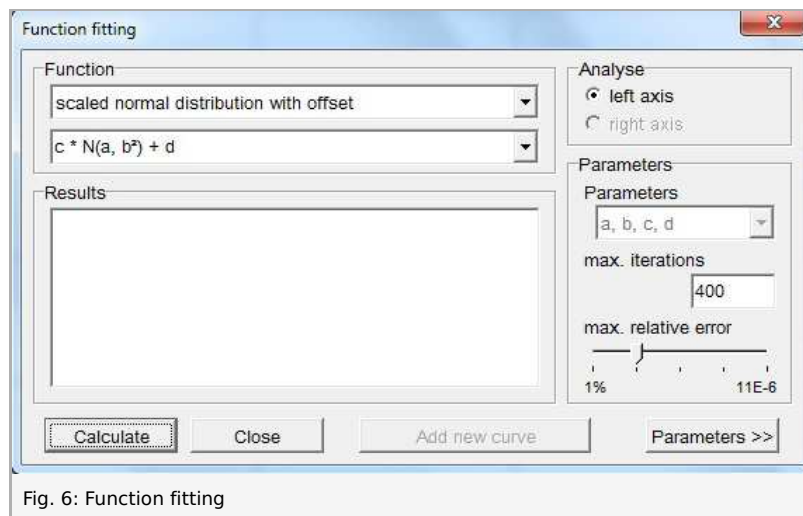 Function fitting
Function
scaled normal distribution with offset
c * N(a, b²) + d
Results
Analyse
left axis
right axis
Parameters
Parameters
a, b, c, d
max. iterations
400
max. relative error
1% 11E-6
Calculate Close Add new curve Parameters >>
Fig. 6: Function fitting